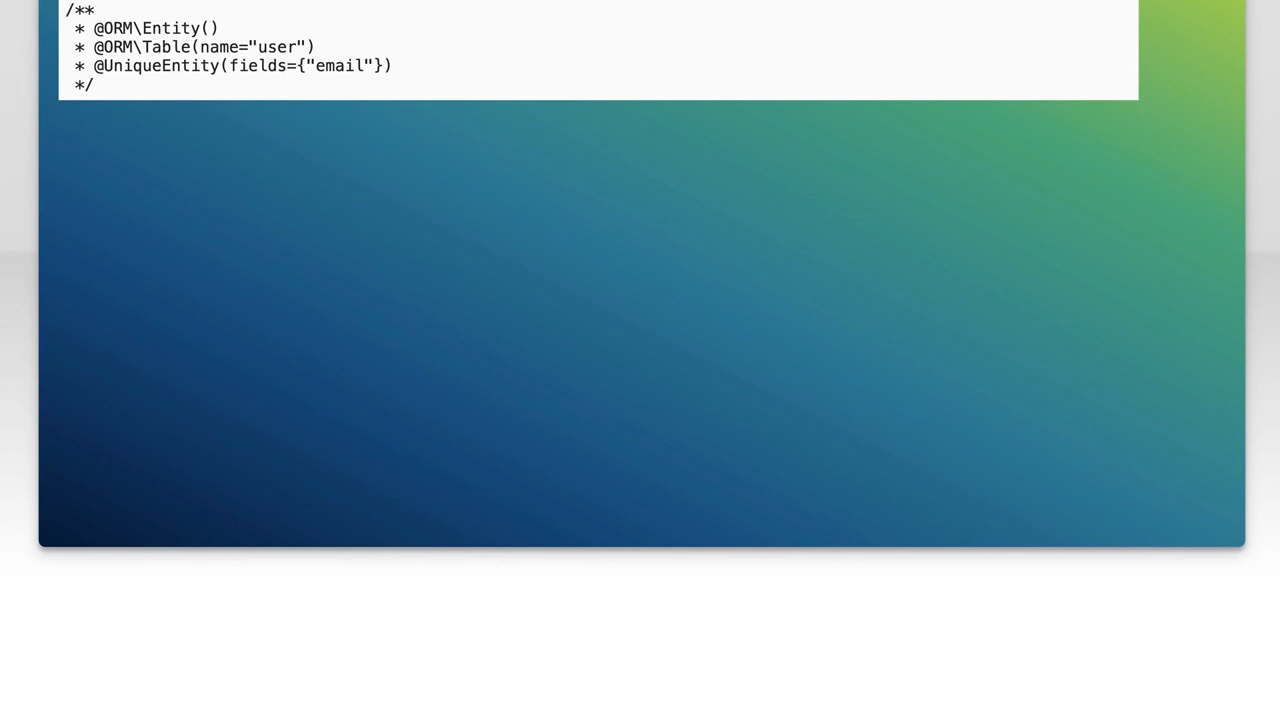 /**
 * @ORM\Entity()
 * @ORM\Table(name="user")
 * @UniqueEntity(fields={"email"})
 */